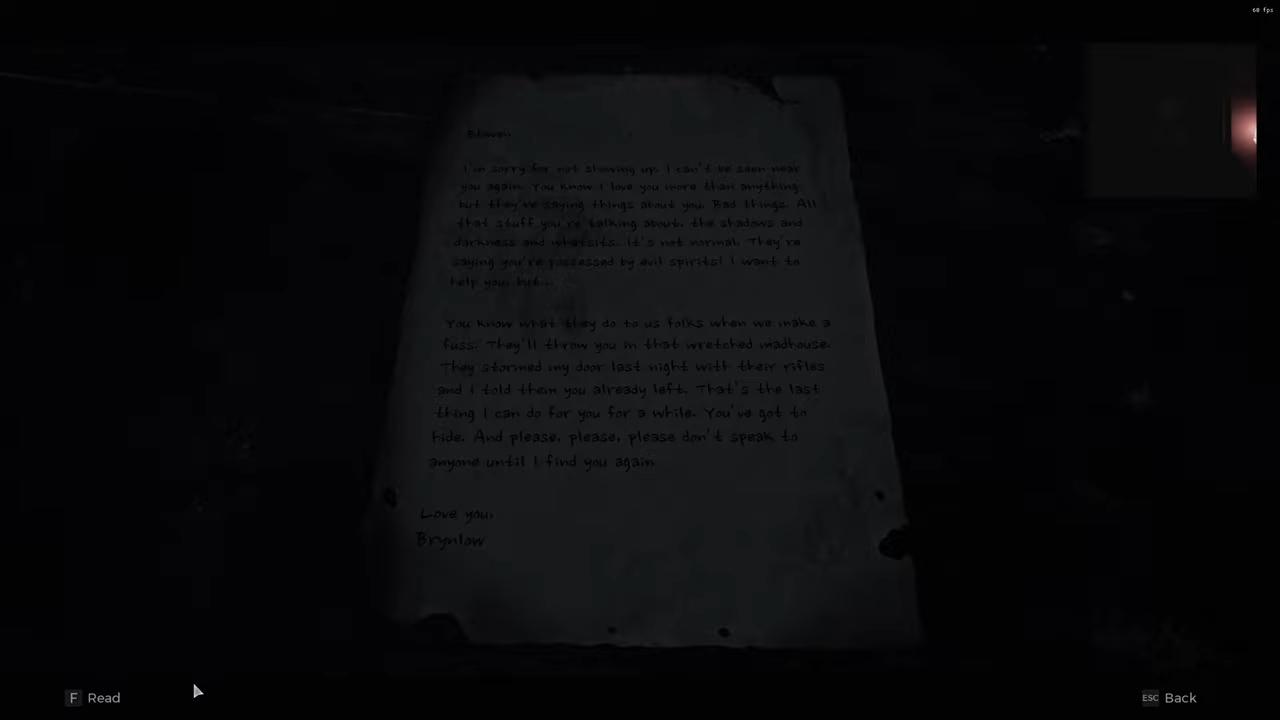 60 fps
I'm sorry for not showing up. I can't be seen near
you again. You know I love you more than anything
but they're saying things about you. Bad things. All
that stuff you're talking about, the shadows and
darkness and whatsits. It's not normal. They're
saying you're possessed by evil spirits! I want to
help you, but...
You know what they do to us folks when we make a
fuss. They'll throw you in that wretched madhouse.
They stormed my door last night with their rifles
and I told them you already left. That's the last
thing I can do for you for a while. You've got to
hide. And please, please, please don't speak to
anyone until I find you again.
Love you,
Brynlow
F Read
ESC Back